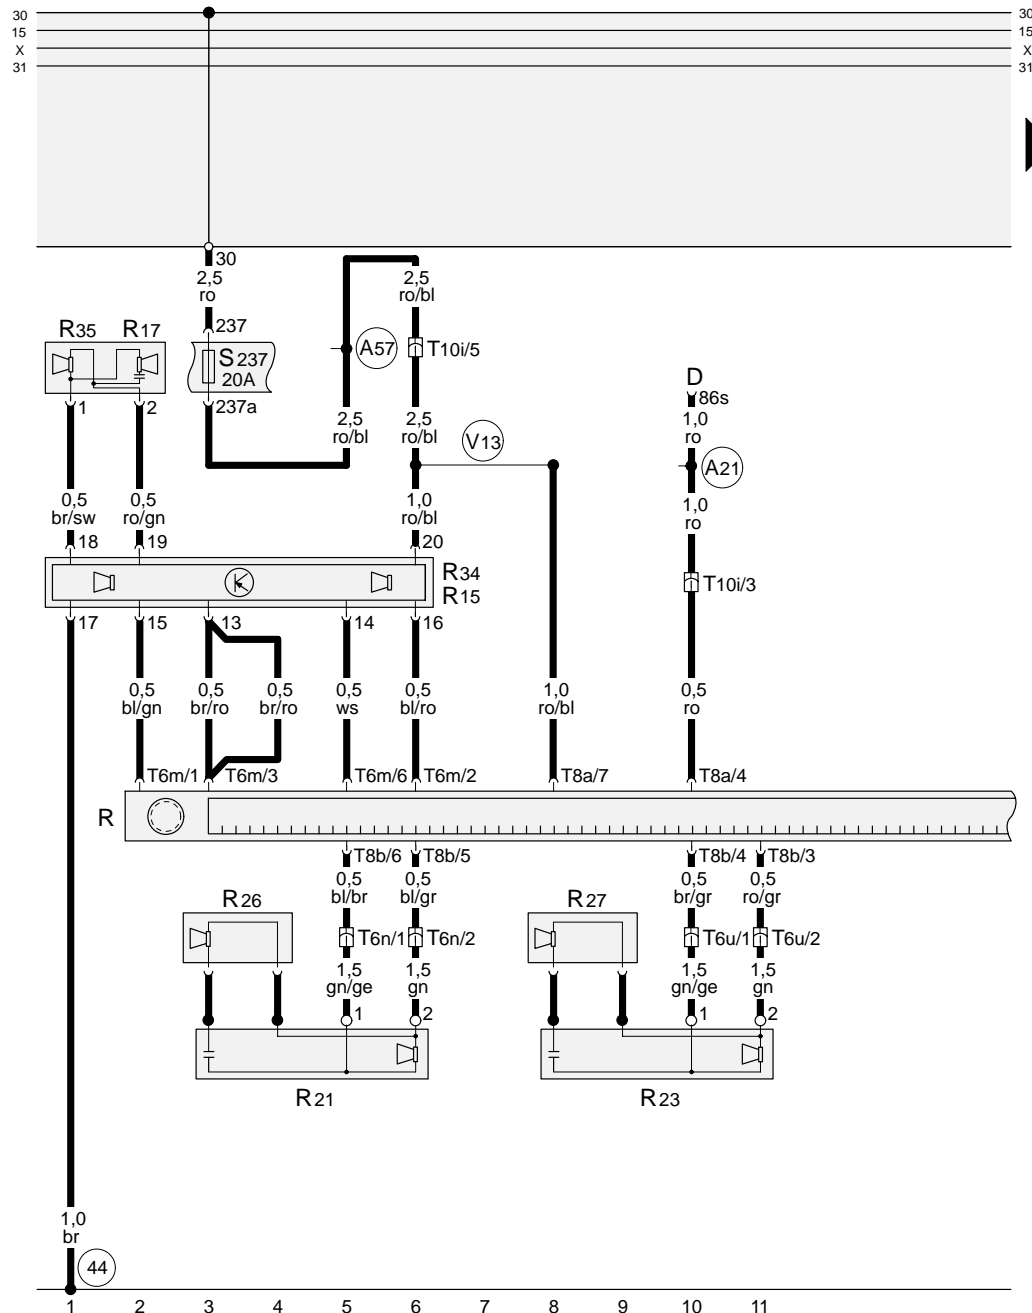 30 30
15 15
X X
31 31
30
2,5
ro
2,5
ro/bl
237
R35 R17
S237
20A
A57
T10i/5
D
86s
1 2
237a
2,5
ro/bl
2,5
ro/bl
1,0
ro
V13
A21
0,5
br/sw
0,5
ro/gn
1,0
ro/bl
1,0
ro
18 19 20
R34
R15
T10i/3
17 15 13 14 16
0,5
bl/gn
0,5
br/ro
0,5
br/ro
0,5
ws
0,5
bl/ro
1,0
ro/bl
0,5
ro
T6m/1 T6m/3 T6m/6 T6m/2 T8a/7 T8a/4
R
T8b/6 T8b/5 T8b/4 T8b/3
0,5
bl/br
0,5
bl/gr
0,5
br/gr
0,5
ro/gr
R26 R27
T6n/1 T6n/2 T6u/1 T6u/2
1,5
gn/ge
1,5
gn
1,5
gn/ge
1,5
gn
1 2 1 2
R21 R23
1,0
br
44
1 2 3 4 5 6 7 8 9 10 11